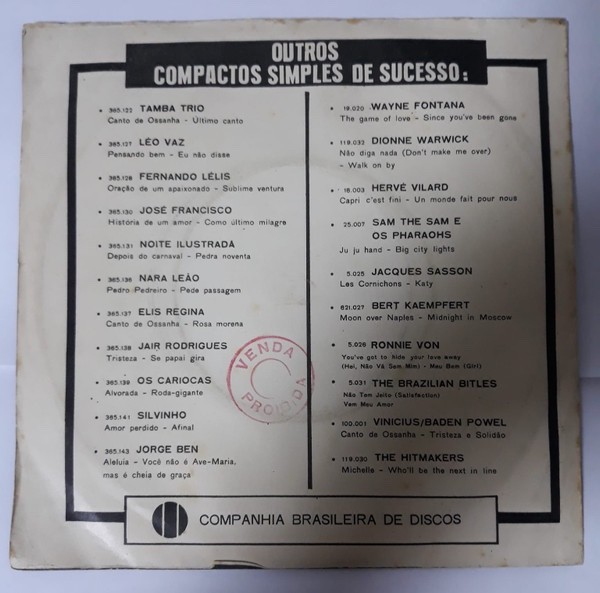 OUTROS
COMPACTOS SIMPLES DE SUCESSO:
• 365.122 TAMBA TRIO
Canto de Ossanha - Último canto
• 365.127 LÉO VAZ
Pensando bem - Eu não disse
• 365.128 FERNANDO LÉLIS
Oração de um apaixonado - Sublime ventura
• 365.130 JOSÉ FRANCISCO
História de um amor - Como último milagre
• 365.131 NOITE ILUSTRADA
Depois do carnaval - Pedra noventa
• 365.136 NARA LEÃO
Pedro Pedreiro - Pede passagem
• 365.137 ELIS REGINA
Canto de Ossanha - Rosa morena
• 365.138 JAIR RODRIGUES
Tristeza - Se papai gira
• 365.139 OS CARIOCAS
Alvorada - Roda-gigante
• 365.141 SILVINHO
Amor perdido - Afinal
• 365.143 JORGE BEN
Aleluia - Você não é Ave-Maria,
mas é cheia de graça
• 18.020 WAYNE FONTANA
The game of love - Since you've been gone
• 119.033 DIONNE WARWICK
Não diga nada (Don't make me over)
- Walk on by
• 16.003 HERVÉ VILARD
Capri c'est fini - Un monde fait pour nous
• 25.007 SAM THE SAM E
OS PHARAOHS
Ju ju hand - Big city lights
• 5.025 JACQUES SASSON
Les Cornichons - Katy
• 621.027 BERT KAEMPFERT
Moon over Naples - Midnight in Moscow
• 5.026 RONNIE VON
You've got to hide your love away
(Hei, Não Vá Sem Mim) - Meu Bem (Girl)
• 5.031 THE BRAZILIAN BITLES
Não Tem Jeito (Satisfaction)
Vem Meu Amor
• 100.001 VINICIUS/BADEN POWEL
Canto de Ossanha - Tristeza e Solidão
• 119.030 THE HITMAKERS
Michelle - Who'll be the next in line
VENDA
PROIBIDA
COMPANHIA BRASILEIRA DE DISCOS